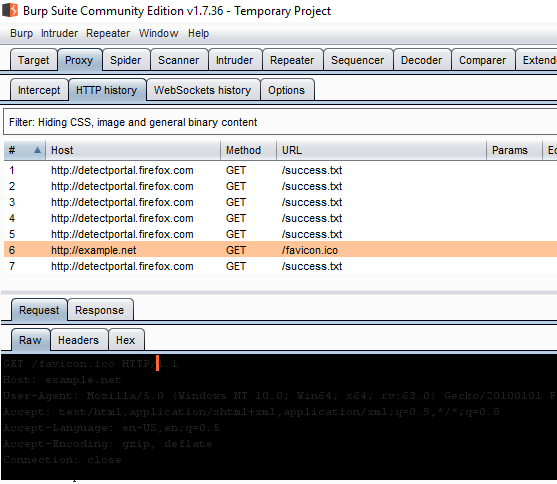 Burp Suite Community Edition v1.7.36 - Temporary Project
Burp Intruder Repeater Window Help
Target Proxy Spider Scanner Intruder Repeater Sequencer Decoder Comparer Extend
Intercept HTTP history WebSockets history Options
Filter: Hiding CSS, image and general binary content
# Host Method URL Params Ed
1 http://detectportal.firefox.com GET /success.txt
2 http://detectportal.firefox.com GET /success.txt
3 http://detectportal.firefox.com GET /success.txt
4 http://detectportal.firefox.com GET /success.txt
5 http://detectportal.firefox.com GET /success.txt
6 http://example.net GET /favicon.ico
7 http://detectportal.firefox.com GET /success.txt
Request Response
Raw Headers Hex
GET /favicon.ico HTTP/1.1
Host: example.net
User-Agent: Mozilla/5.0 (Windows NT 10.0; Win64; x64; rv:63.0) Gecko/20100101 F
Accept: text/html,application/xhtml+xml,application/xml;q=0.9,*/*;q=0.8
Accept-Language: en-US,en;q=0.5
Accept-Encoding: gzip, deflate
Connection: close